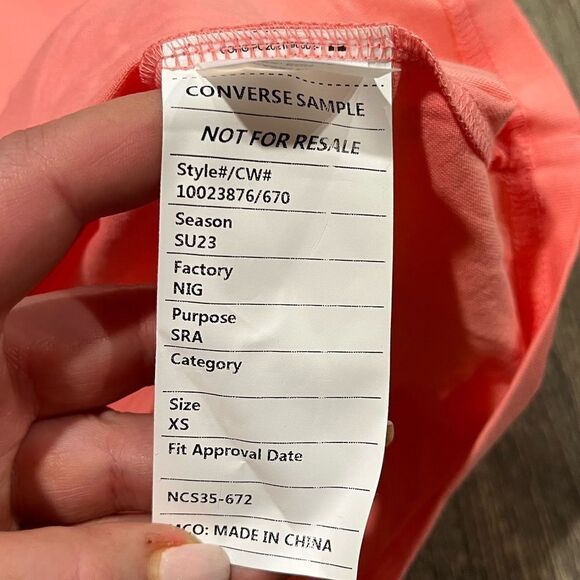 CONVERSE SAMPLE
NOT FOR RESALE
Style#/CW#
10023876/670
Season
SU23
Factory
NIG
Purpose
SRA
Category
Size
XS
Fit Approval Date
NCS35-672
MCO: MADE IN CHINA